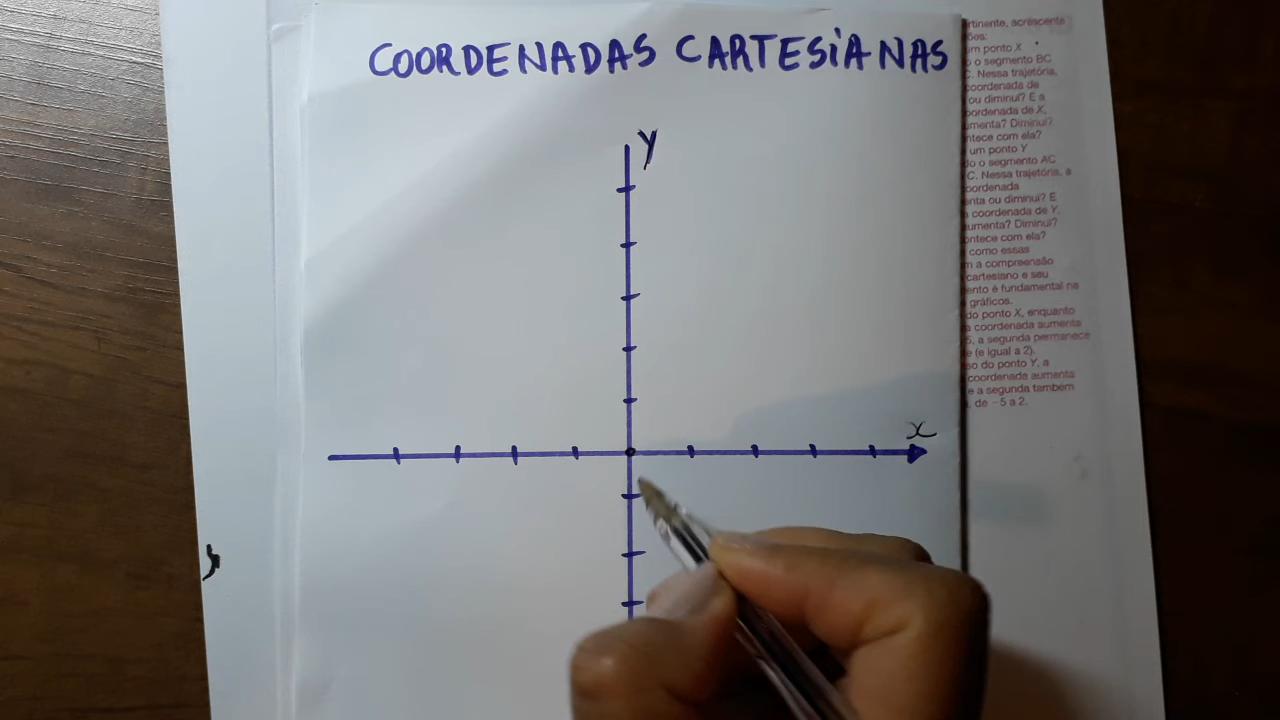 COORDENADAS CARTESIANAS
y
x
rtinente, acrescente
ões:
um ponto X
o o segmento BC
C. Nessa trajetória,
coordenada de
ou diminui? E a
oordenada de X,
umenta? Diminui?
ntece com ela?
um ponto Y
do o segmento AC
C. Nessa trajetória, a
oordenada
enta ou diminui? E
a coordenada de Y,
umenta? Diminui?
ontece com ela?
como essas
m a compreensão
cartesiano e seu
ento é fundamental na
gráficos.
do ponto X, enquanto
a coordenada aumenta
5, a segunda permanece
e (e igual a 2).
so do ponto Y, a
coordenada aumenta
e a segunda também
, de −5 a 2.